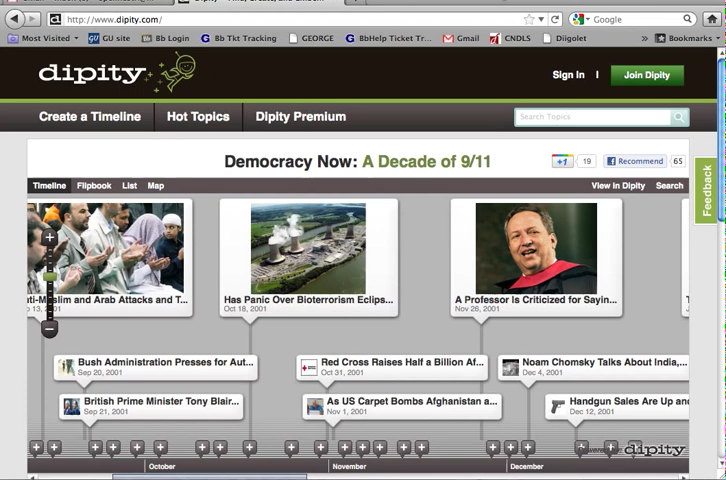 http://www.dipity.com/
Google
Most Visited
GU site
Bb Login
Bb Tkt Tracking
GEORGE
BbHelp Ticket Tr...
Gmail
CNDLS
Diigolet
»
Bookmarks
dipity
Sign In | Join Dipity
Create a Timeline
Hot Topics
Dipity Premium
Search Topics
Feedback
Democracy Now: A Decade of 9/11
+1 19
Recommend 65
Timeline Flipbook List Map
View in Dipity Search
ti-Muslim and Arab Attacks and T...
13, 2001
Has Panic Over Bioterrorism Eclips...
Oct 18, 2001
A Professor Is Criticized for Sayin...
Nov 26, 2001
Bush Administration Presses for Aut...
Sep 20, 2001
Red Cross Raises Half a Billion Af...
Oct 31, 2001
Noam Chomsky Talks About India,...
Dec 4, 2001
British Prime Minister Tony Blair...
Sep 21, 2001
As US Carpet Bombs Afghanistan a...
Nov 1, 2001
Handgun Sales Are Up and
Dec 12, 2001
dipity
October
November
December